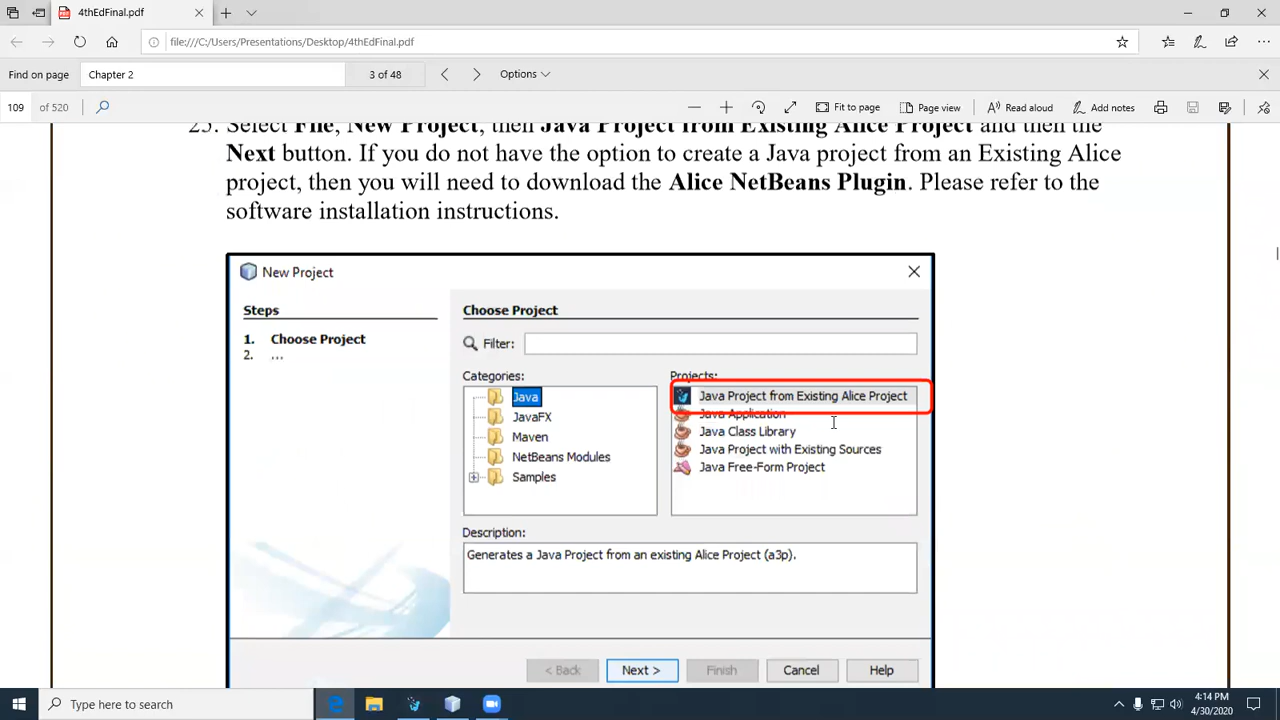 4thEdFinal.pdf
file:///C:/Users/Presentations/Desktop/4thEdFinal.pdf
Find on page
Chapter 2
3 of 48
Options
109
of 520
Fit to page
Page view
Read aloud
Add notes
25. Select File, New Project, then Java Project from Existing Alice Project and then the
Next button. If you do not have the option to create a Java project from an Existing Alice
project, then you will need to download the Alice NetBeans Plugin. Please refer to the
software installation instructions.
New Project
Steps
1. Choose Project
2. ...
Choose Project
Filter:
Categories:
Java
JavaFX
Maven
NetBeans Modules
Samples
Projects:
Java Project from Existing Alice Project
Java Application
Java Class Library
Java Project with Existing Sources
Java Free-Form Project
Description:
Generates a Java Project from an existing Alice Project (a3p).
< Back
Next >
Finish
Cancel
Help
Type here to search
4:14 PM
4/30/2020